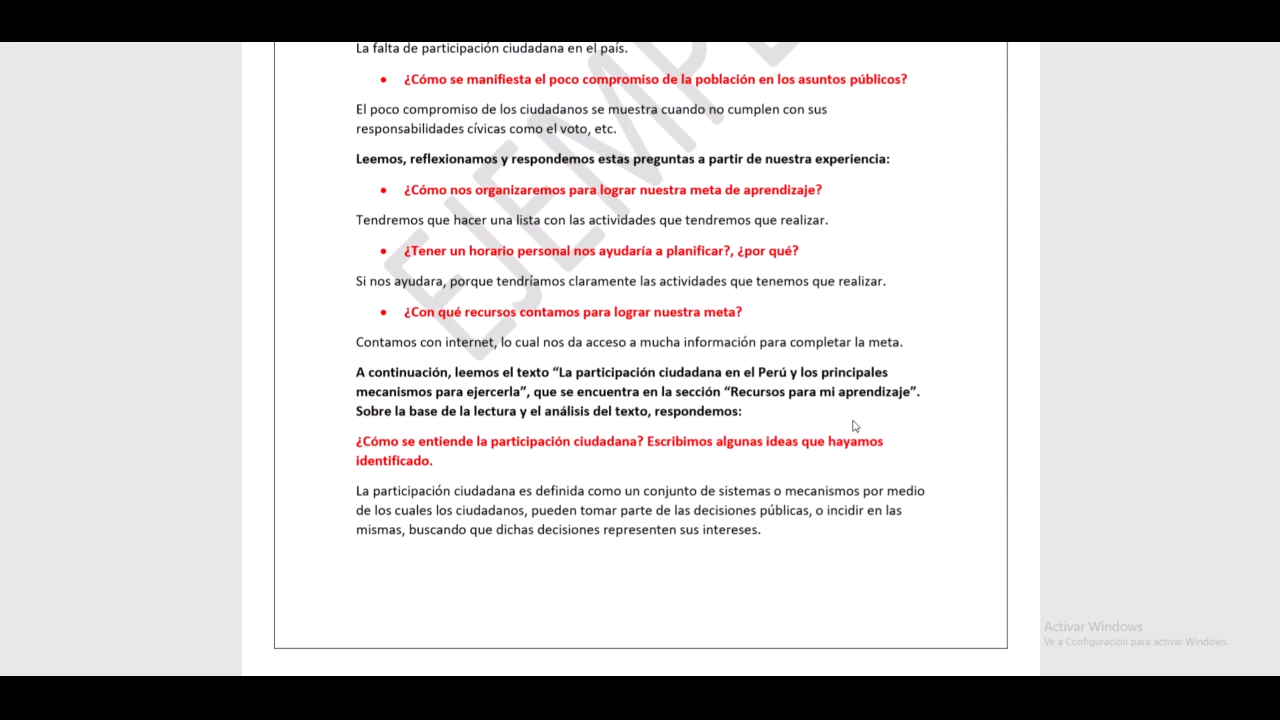 La falta de participación ciudadana en el país.
• ¿Cómo se manifiesta el poco compromiso de la población en los asuntos públicos?
El poco compromiso de los ciudadanos se muestra cuando no cumplen con sus
responsabilidades cívicas como el voto, etc.
Leemos, reflexionamos y respondemos estas preguntas a partir de nuestra experiencia:
• ¿Cómo nos organizaremos para lograr nuestra meta de aprendizaje?
Tendremos que hacer una lista con las actividades que tendremos que realizar.
• ¿Tener un horario personal nos ayudaría a planificar?, ¿por qué?
Si nos ayudara, porque tendríamos claramente las actividades que tenemos que realizar.
• ¿Con qué recursos contamos para lograr nuestra meta?
Contamos con internet, lo cual nos da acceso a mucha información para completar la meta.
A continuación, leemos el texto “La participación ciudadana en el Perú y los principales
mecanismos para ejercerla”, que se encuentra en la sección “Recursos para mi aprendizaje”.
Sobre la base de la lectura y el análisis del texto, respondemos:
¿Cómo se entiende la participación ciudadana? Escribimos algunas ideas que hayamos
identificado.
La participación ciudadana es definida como un conjunto de sistemas o mecanismos por medio
de los cuales los ciudadanos, pueden tomar parte de las decisiones públicas, o incidir en las
mismas, buscando que dichas decisiones representen sus intereses.
EJEMP
Activar Windows
Ve a Configuración para activar Windows.